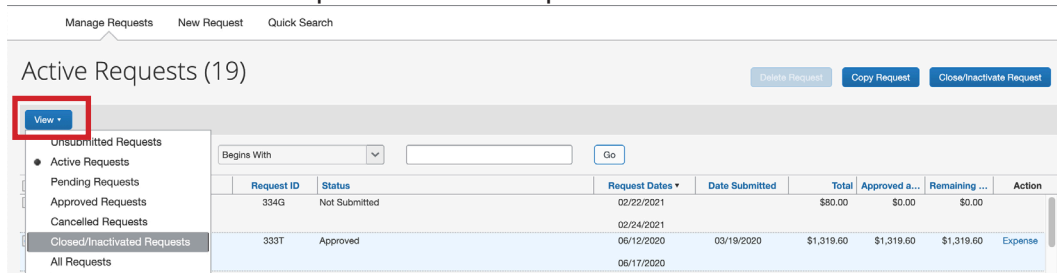 Manage Requests New Request Quick Search
Active Requests (19)
Delete Request Copy Request Close/Inactivate Request
View ▾
Unsubmitted Requests
Active Requests
Pending Requests
Approved Requests
Cancelled Requests
Closed/Inactivated Requests
All Requests
Begins With Go
Request ID Status Request Dates ▾ Date Submitted Total Approved a... Remaining ... Action
334G Not Submitted 02/22/2021 $80.00 $0.00 $0.00
02/24/2021
333T Approved 06/12/2020 03/19/2020 $1,319.60 $1,319.60 $1,319.60 Expense
06/17/2020